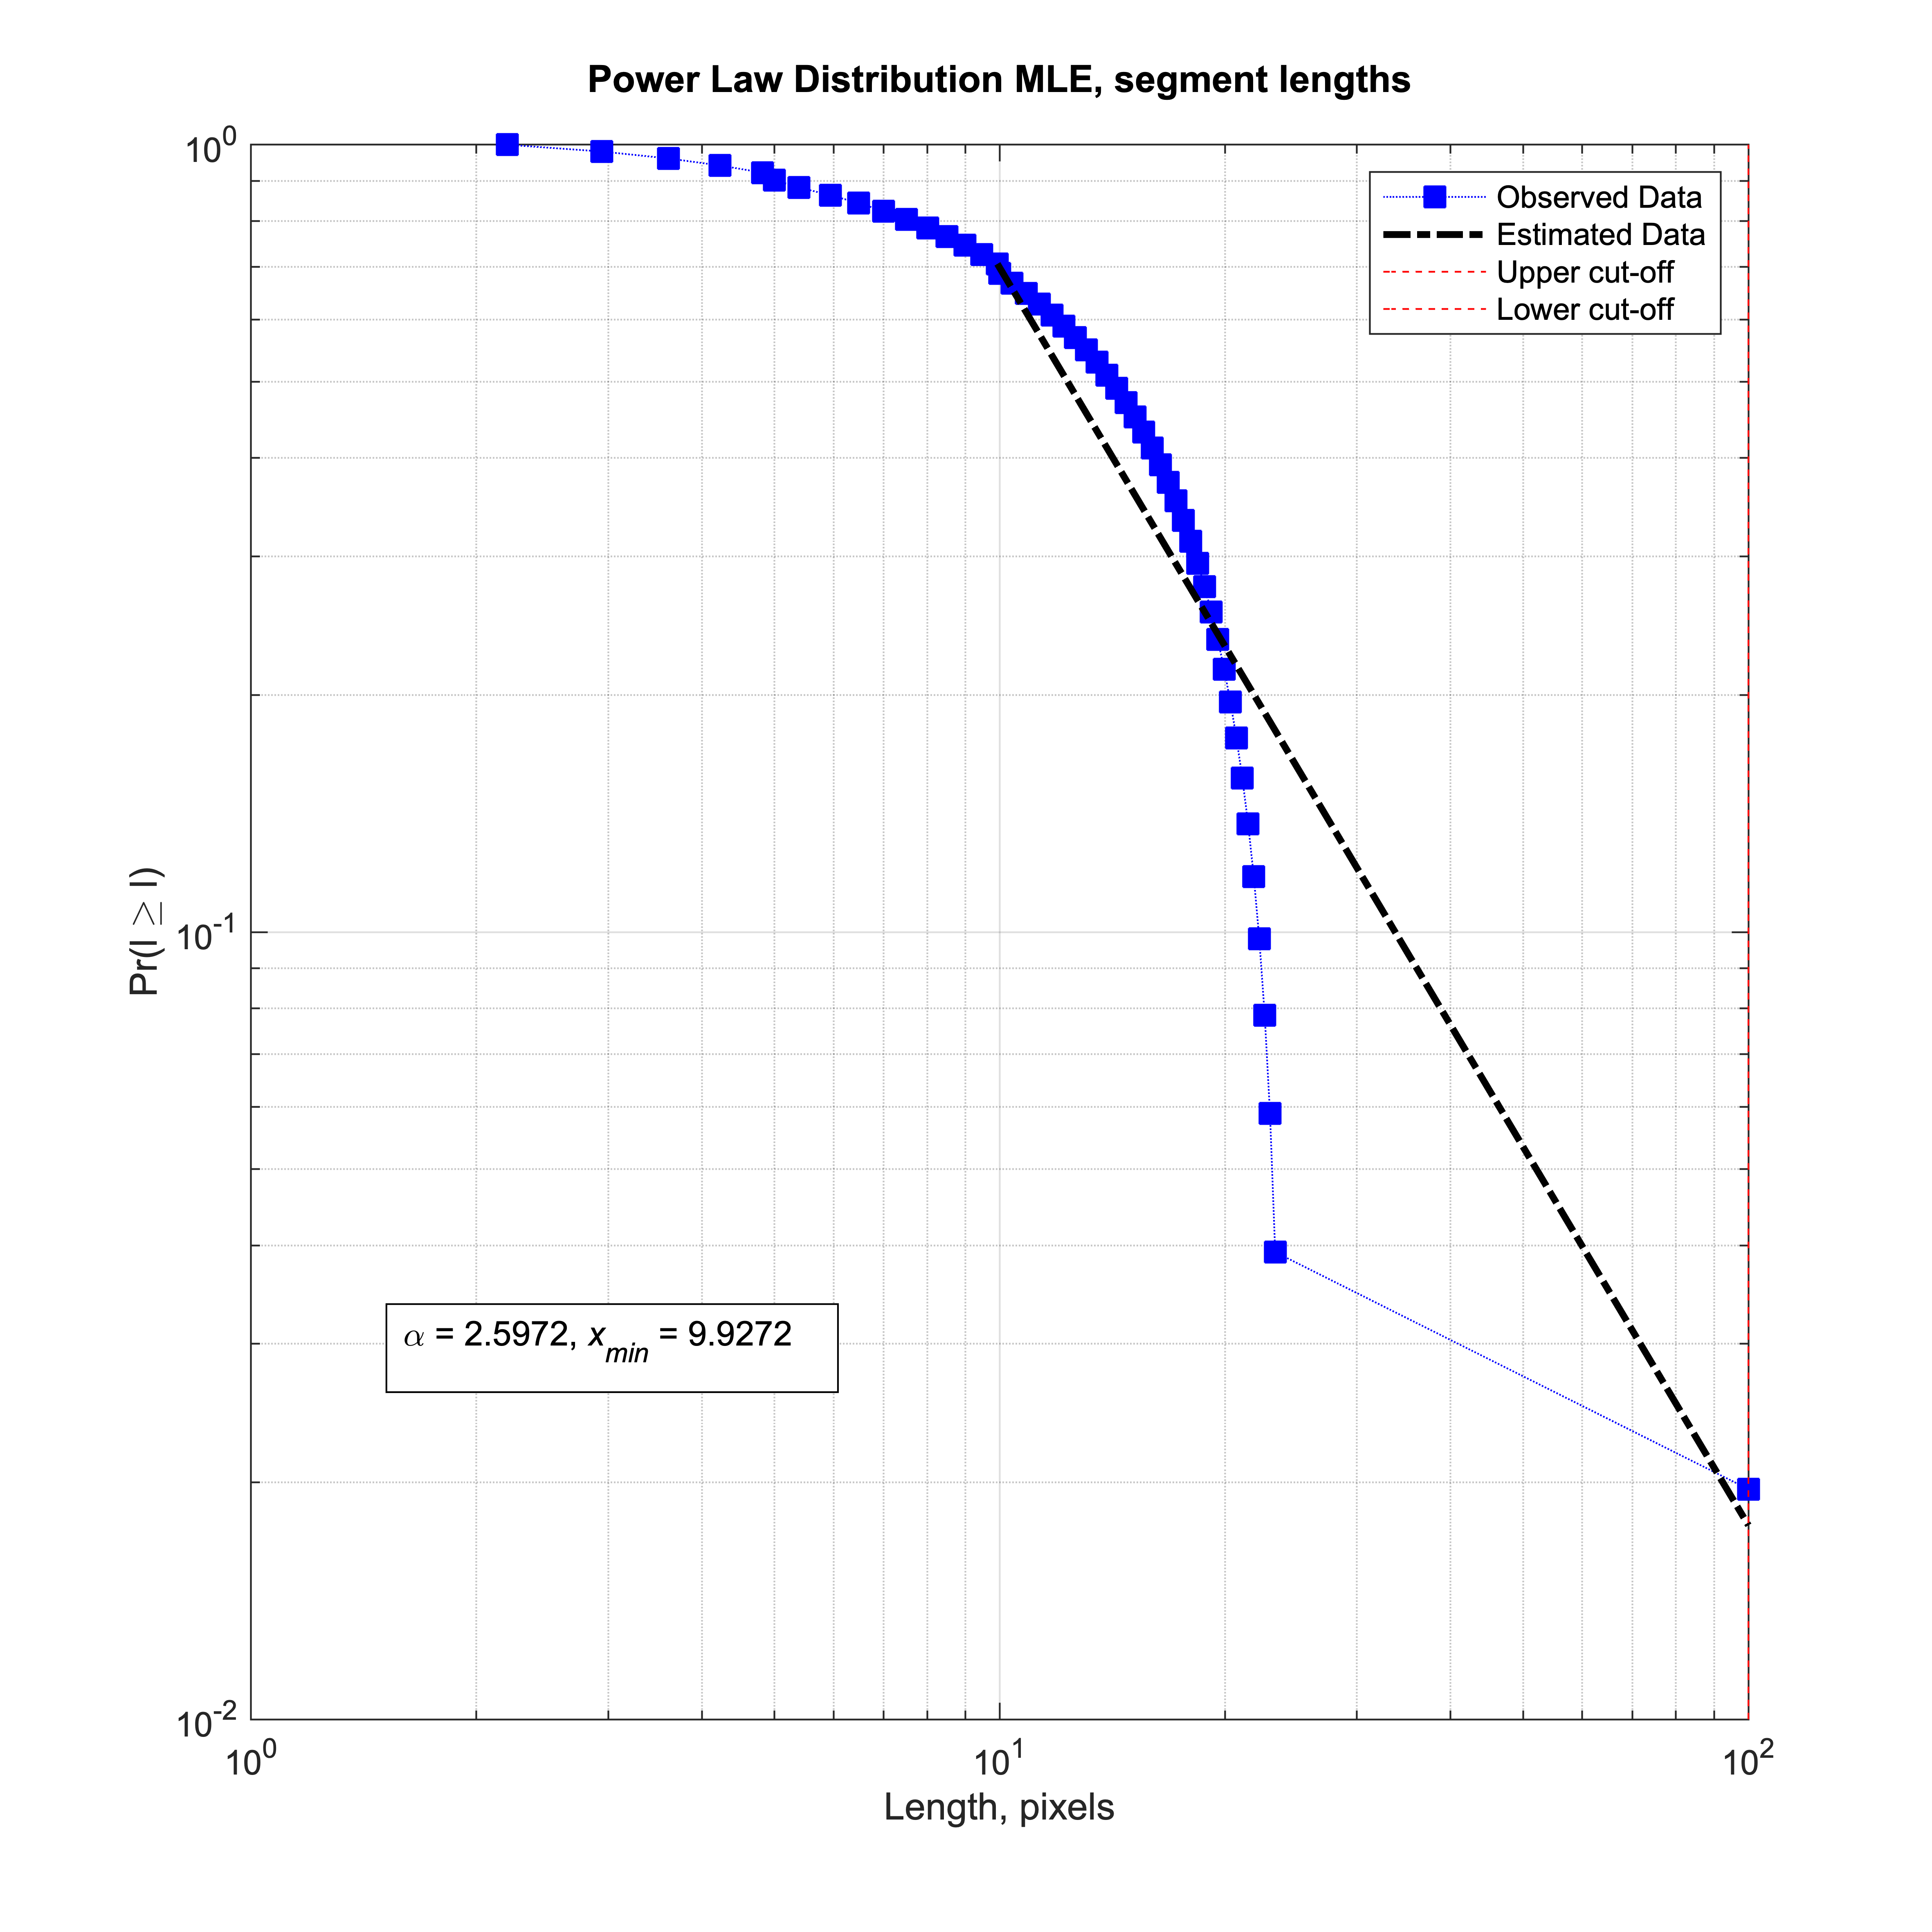 Power Law Distribution MLE, segment lengths
10^0
10^-1
10^-2
Pr(l ≥ l)
Observed Data
Estimated Data
Upper cut-off
Lower cut-off
α = 2.5972, x_min = 9.9272
10^0 10^1 10^2
Length, pixels